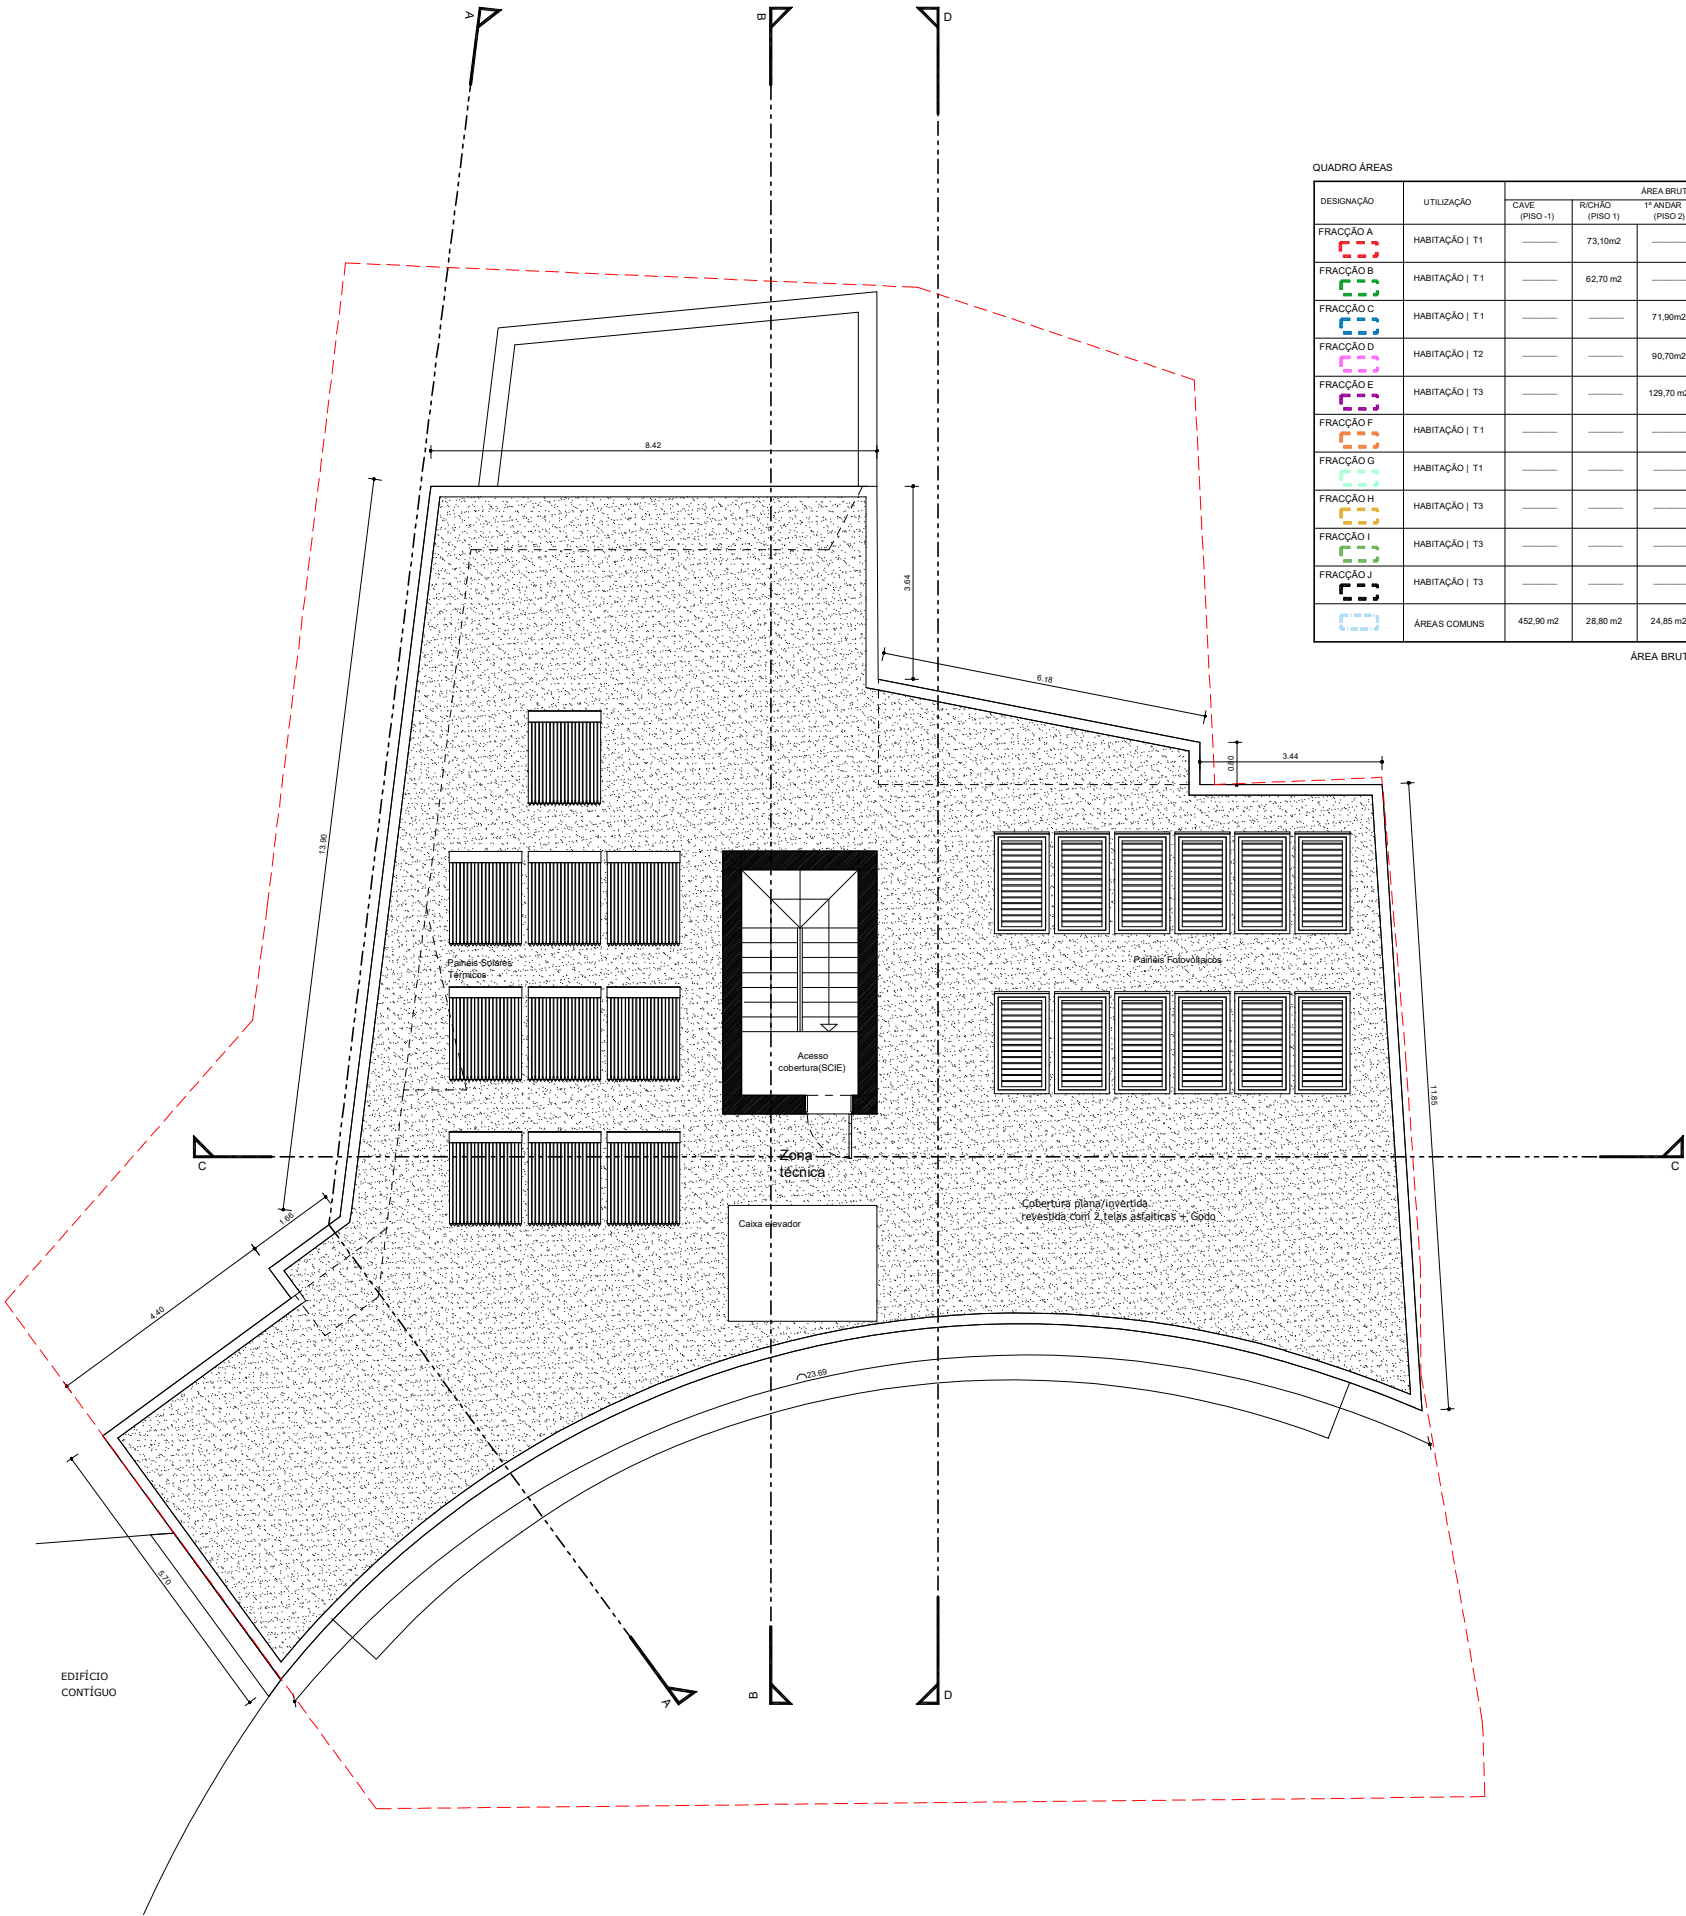 A
B
D
QUADRO ÁREAS
DESIGNAÇÃO
UTILIZAÇÃO
ÁREA BRUT
CAVE
(PISO -1)
R/CHÃO
(PISO 1)
1º ANDAR
(PISO 2)
FRACÇÃO A
HABITAÇÃO | T1
73,10m2
FRACÇÃO B
HABITAÇÃO | T1
62,70 m2
FRACÇÃO C
HABITAÇÃO | T1
71,90m2
FRACÇÃO D
HABITAÇÃO | T2
90,70m2
FRACÇÃO E
HABITAÇÃO | T3
129,70 m2
FRACÇÃO F
HABITAÇÃO | T1
FRACÇÃO G
HABITAÇÃO | T1
FRACÇÃO H
HABITAÇÃO | T3
FRACÇÃO I
HABITAÇÃO | T3
FRACÇÃO J
HABITAÇÃO | T3
ÁREAS COMUNS
452,90 m2
28,80 m2
24,85 m2
ÁREA BRUT
8.42
3.64
6.18
0.80
3.44
13.90
Painéis Solares
Térmicos
Painéis Fotovoltaicos
Acesso
cobertura(SCIE)
11.85
C
Zona
técnica
C
Caixa elevador
Cobertura plana/invertida
revestida com 2 telas asfálticas + Godo
1.66
4.40
23.69
5.70
EDIFÍCIO
CONTÍGUO
A
B
D